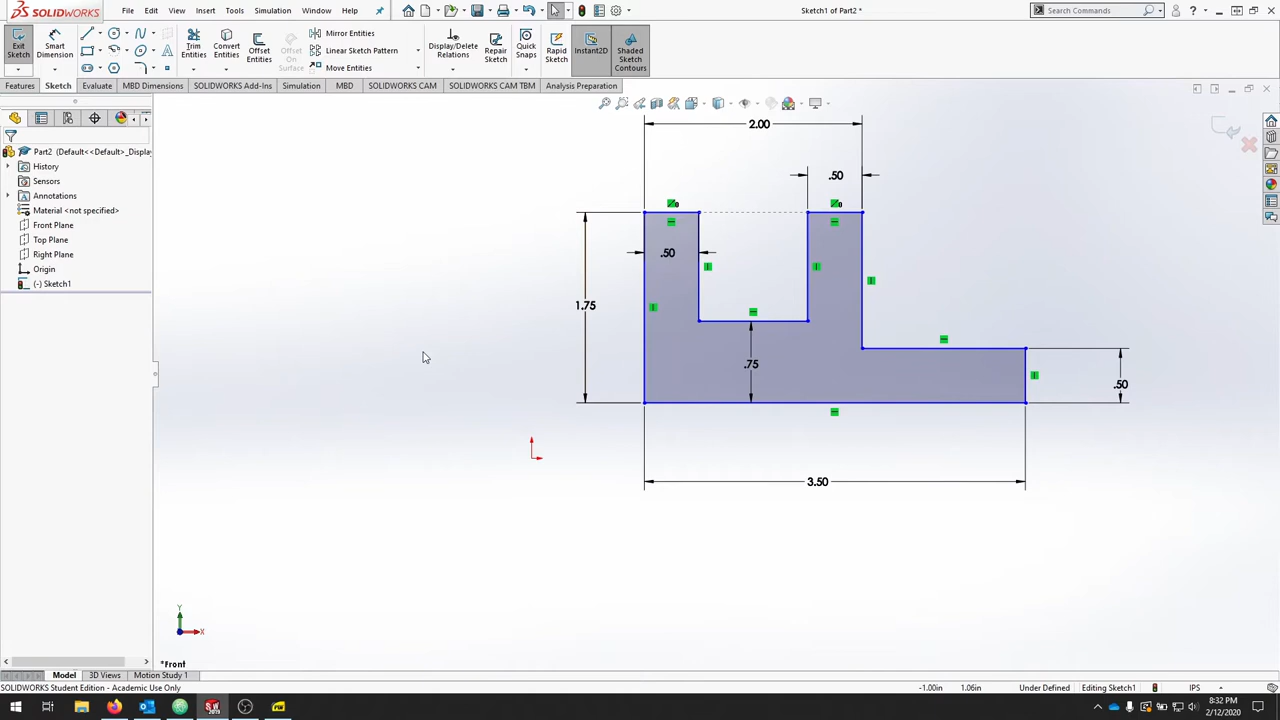 SOLIDWORKS File Edit View Insert Tools Simulation Window Help Sketch1 of Part2 * Search Commands
Exit Sketch
Smart Dimension
Trim Entities
Convert Entities
Offset Entities
Offset On Surface
Mirror Entities
Linear Sketch Pattern
Move Entities
Display/Delete Relations
Repair Sketch
Quick Snaps
Rapid Sketch
Instant2D
Shaded Sketch Contours
Features Sketch Evaluate MBD Dimensions SOLIDWORKS Add-Ins Simulation MBD SOLIDWORKS CAM SOLIDWORKS CAM TBM Analysis Preparation
Part2 (Default<<Default>_Display
History
Sensors
Annotations
Material <not specified>
Front Plane
Top Plane
Right Plane
Origin
(-) Sketch1
2.00
.50
.50
1.75
.75
.50
3.50
Y
X
*Front
Model 3D Views Motion Study 1
SOLIDWORKS Student Edition - Academic Use Only -1.00in 1.06in Under Defined Editing Sketch1 IPS
8:32 PM
2/12/2020